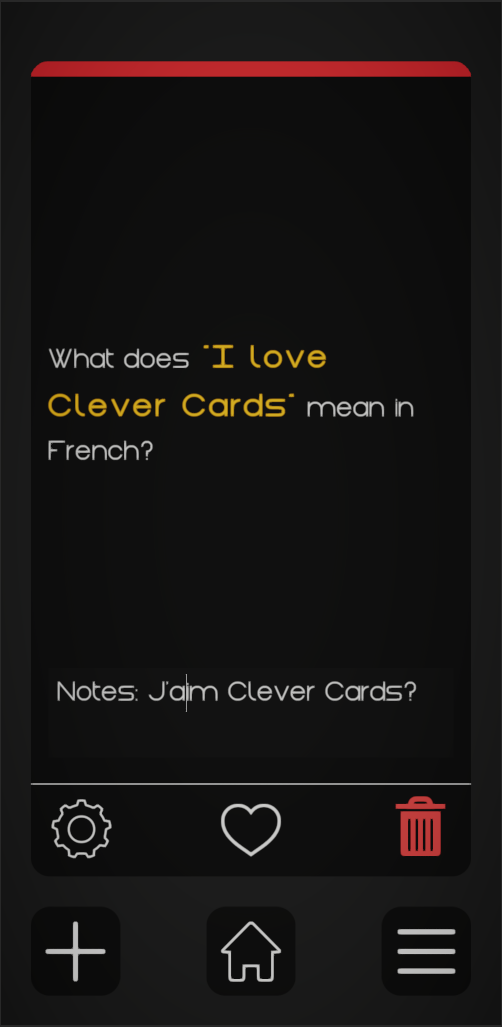 What does "I love
Clever Cards" mean in
French?
Notes: J'aim Clever Cards?